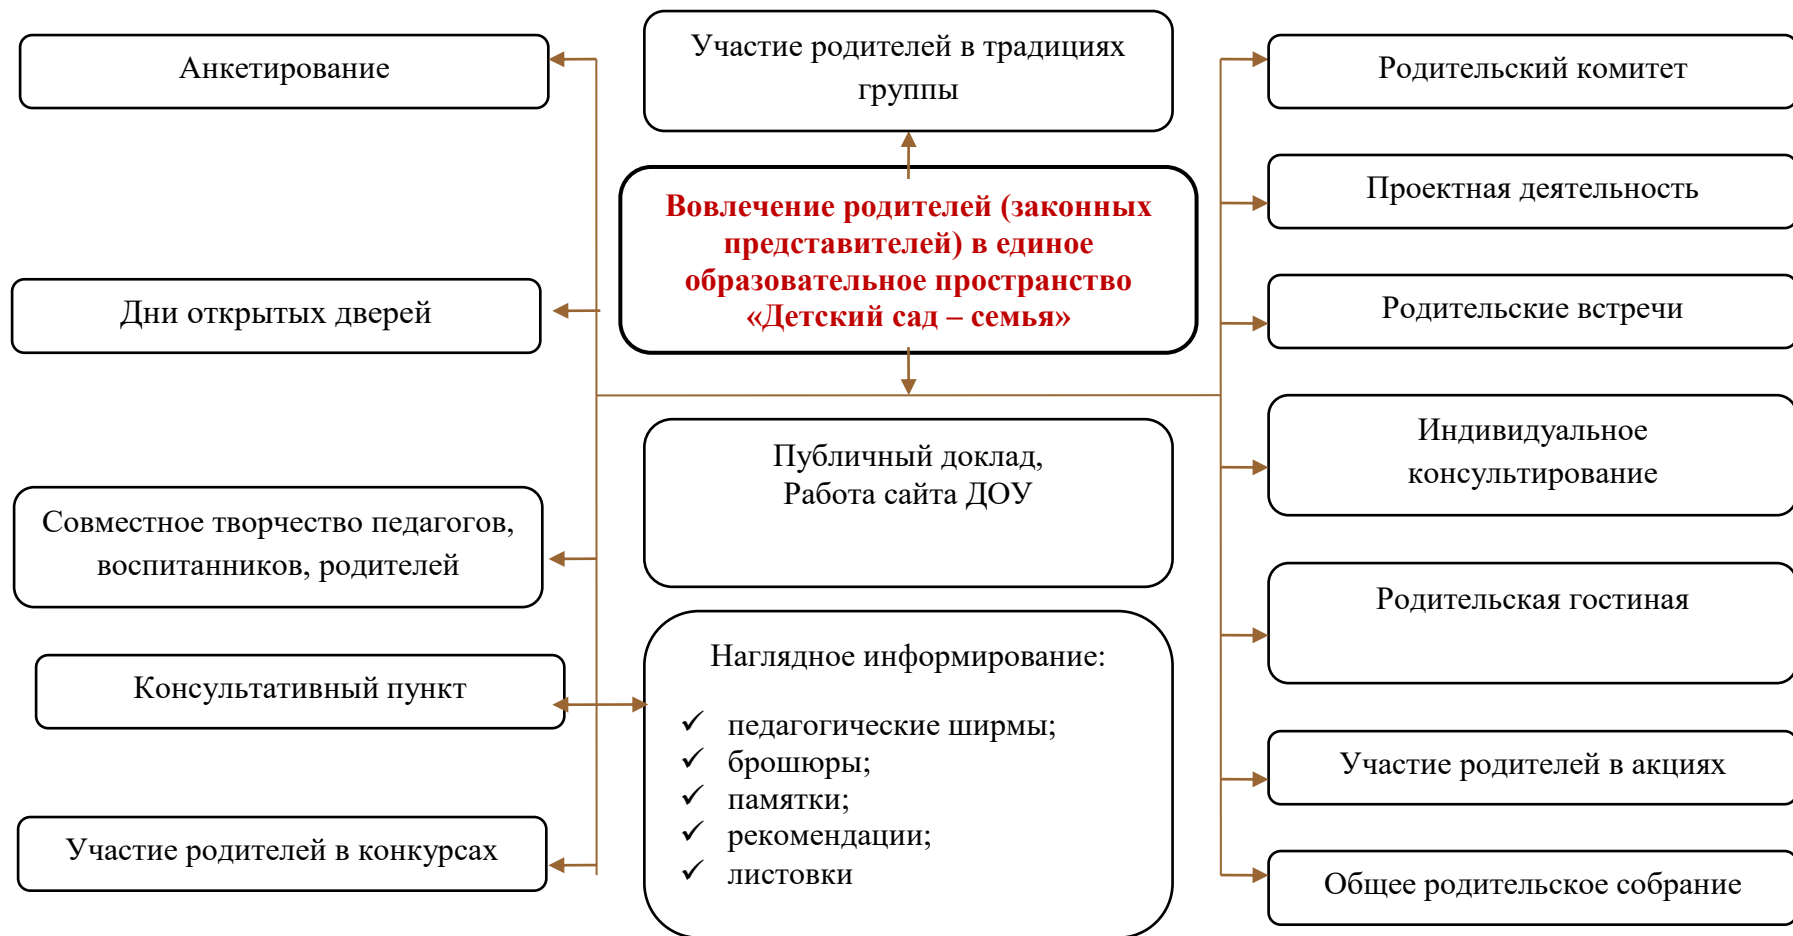 Анкетирование
Дни открытых дверей
Совместное творчество педагогов,
воспитанников, родителей
Консультативный пункт
Участие родителей в конкурсах
Участие родителей в традициях
группы
Вовлечение родителей (законных
представителей) в единое
образовательное пространство
«Детский сад – семья»
Публичный доклад,
Работа сайта ДОУ
Наглядное информирование:
✓ педагогические ширмы;
✓ брошюры;
✓ памятки;
✓ рекомендации;
✓ листовки
Родительский комитет
Проектная деятельность
Родительские встречи
Индивидуальное
консультирование
Родительская гостиная
Участие родителей в акциях
Общее родительское собрание